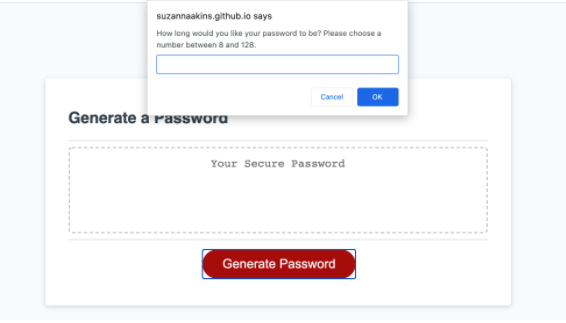 suzannaakins.github.io says
How long would you like your password to be? Please choose a
number between 8 and 128.
Cancel
OK
Generate a Password
Your Secure Password
Generate Password